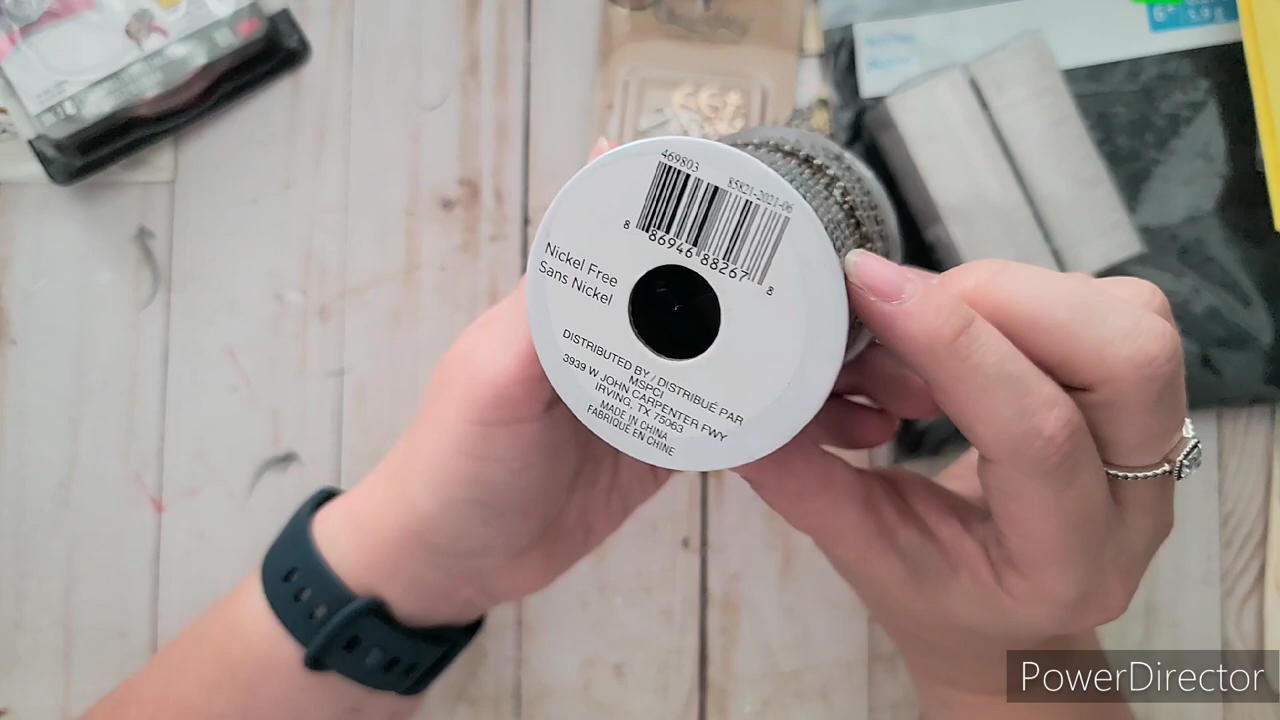 469803
85821-2021-06
8 86946 88267 8
Nickel Free
Sans Nickel
DISTRIBUTED BY / DISTRIBUÉ PAR
MSPCI
3939 W JOHN CARPENTER FWY
IRVING, TX 75063
MADE IN CHINA
FABRIQUÉ EN CHINE
PowerDirector